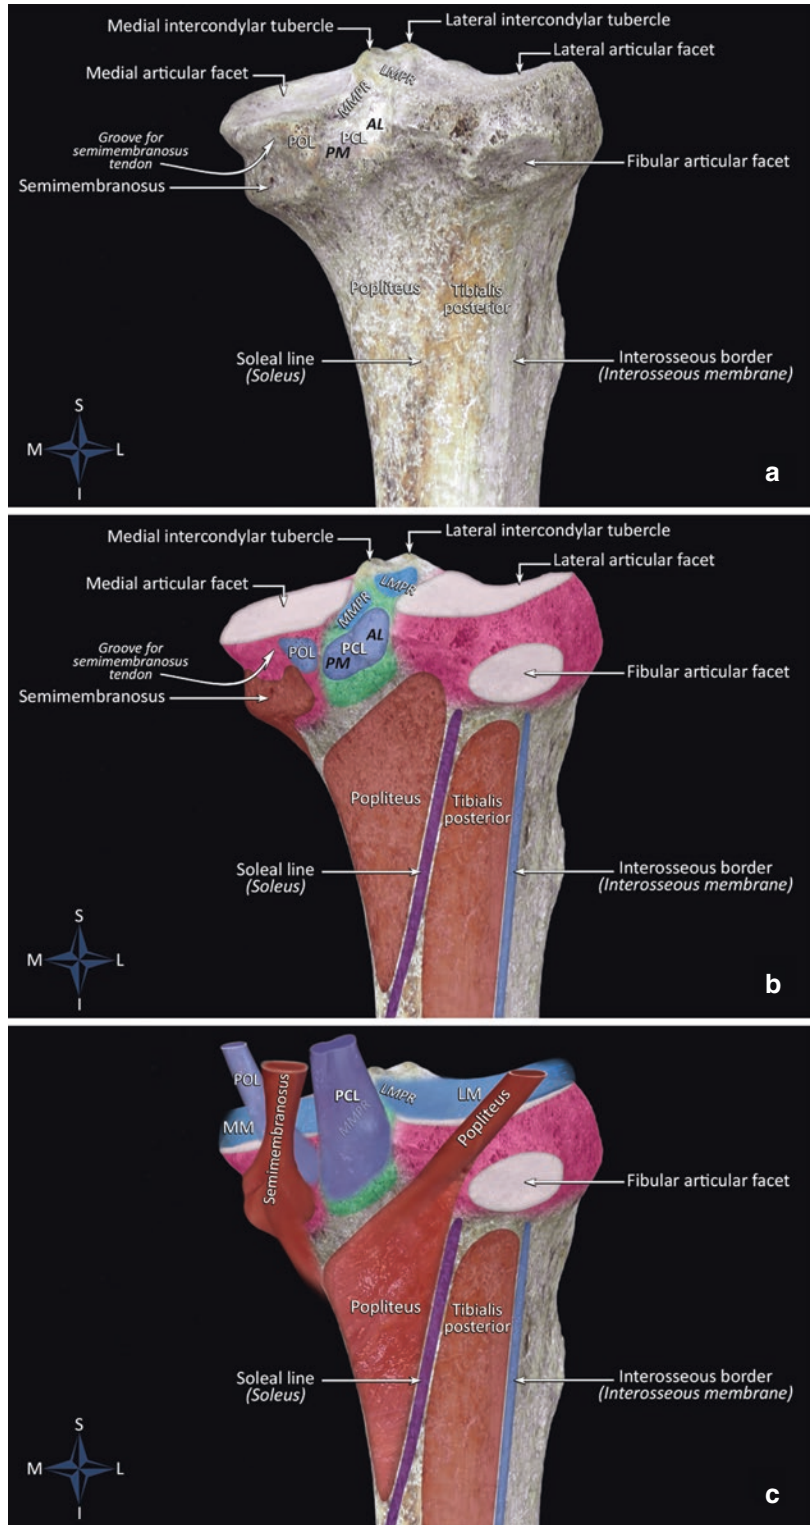 Medial intercondylar tubercle
Lateral intercondylar tubercle
Lateral articular facet
Medial articular facet
LMPR
MMPR
AL
Groove for
semimembranosus
tendon
POL
PCL
PM
Fibular articular facet
Semimembranosus
Popliteus
Tibialis
posterior
Soleal line
(Soleus)
Interosseous border
(Interosseous membrane)
S
M
L
I
a
Medial intercondylar tubercle
Lateral intercondylar tubercle
Lateral articular facet
Medial articular facet
LMPR
MMPR
AL
Groove for
semimembranosus
tendon
POL
PCL
PM
Fibular articular facet
Semimembranosus
Popliteus
Tibialis
posterior
Soleal line
(Soleus)
Interosseous border
(Interosseous membrane)
S
M
L
I
b
POL
Semimembranosus
PCL
MMPR
LMPR
LM
Popliteus
MM
Fibular articular facet
Popliteus
Tibialis
posterior
Soleal line
(Soleus)
Interosseous border
(Interosseous membrane)
S
M
L
I
c